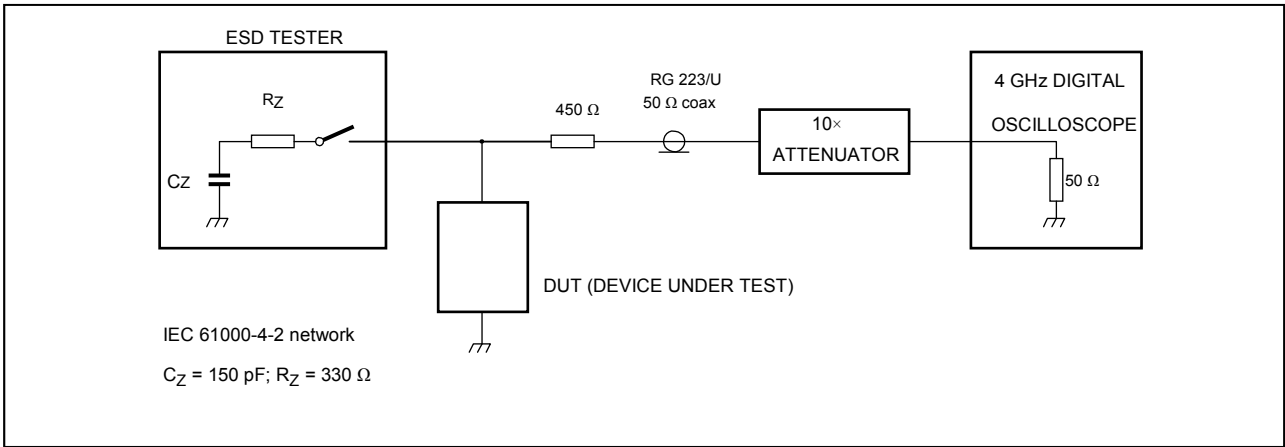 ESD TESTER
RZ
CZ
450 Ω
RG 223/U
50 Ω coax
10×
ATTENUATOR
4 GHz DIGITAL
OSCILLOSCOPE
50 Ω
DUT (DEVICE UNDER TEST)
IEC 61000-4-2 network
CZ = 150 pF; RZ = 330 Ω